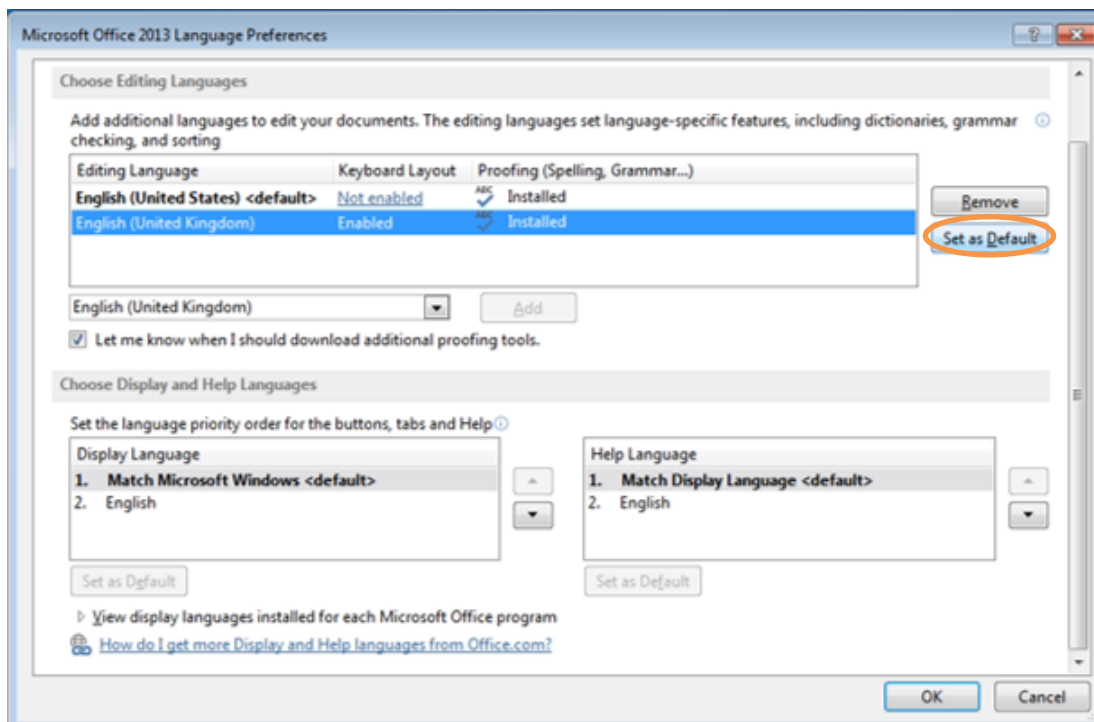 Microsoft Office 2013 Language Preferences
Choose Editing Languages
Add additional languages to edit your documents. The editing languages set language-specific features, including dictionaries, grammar
checking, and sorting
Editing Language Keyboard Layout Proofing (Spelling, Grammar...)
English (United States) <default> Not enabled ABC Installed
English (United Kingdom) Enabled ABC Installed
Remove
Set as Default
English (United Kingdom) Add
Let me know when I should download additional proofing tools.
Choose Display and Help Languages
Set the language priority order for the buttons, tabs and Help
Display Language
1. Match Microsoft Windows <default>
2. English
Set as Default
Help Language
1. Match Display Language <default>
2. English
Set as Default
View display languages installed for each Microsoft Office program
How do I get more Display and Help languages from Office.com?
OK Cancel